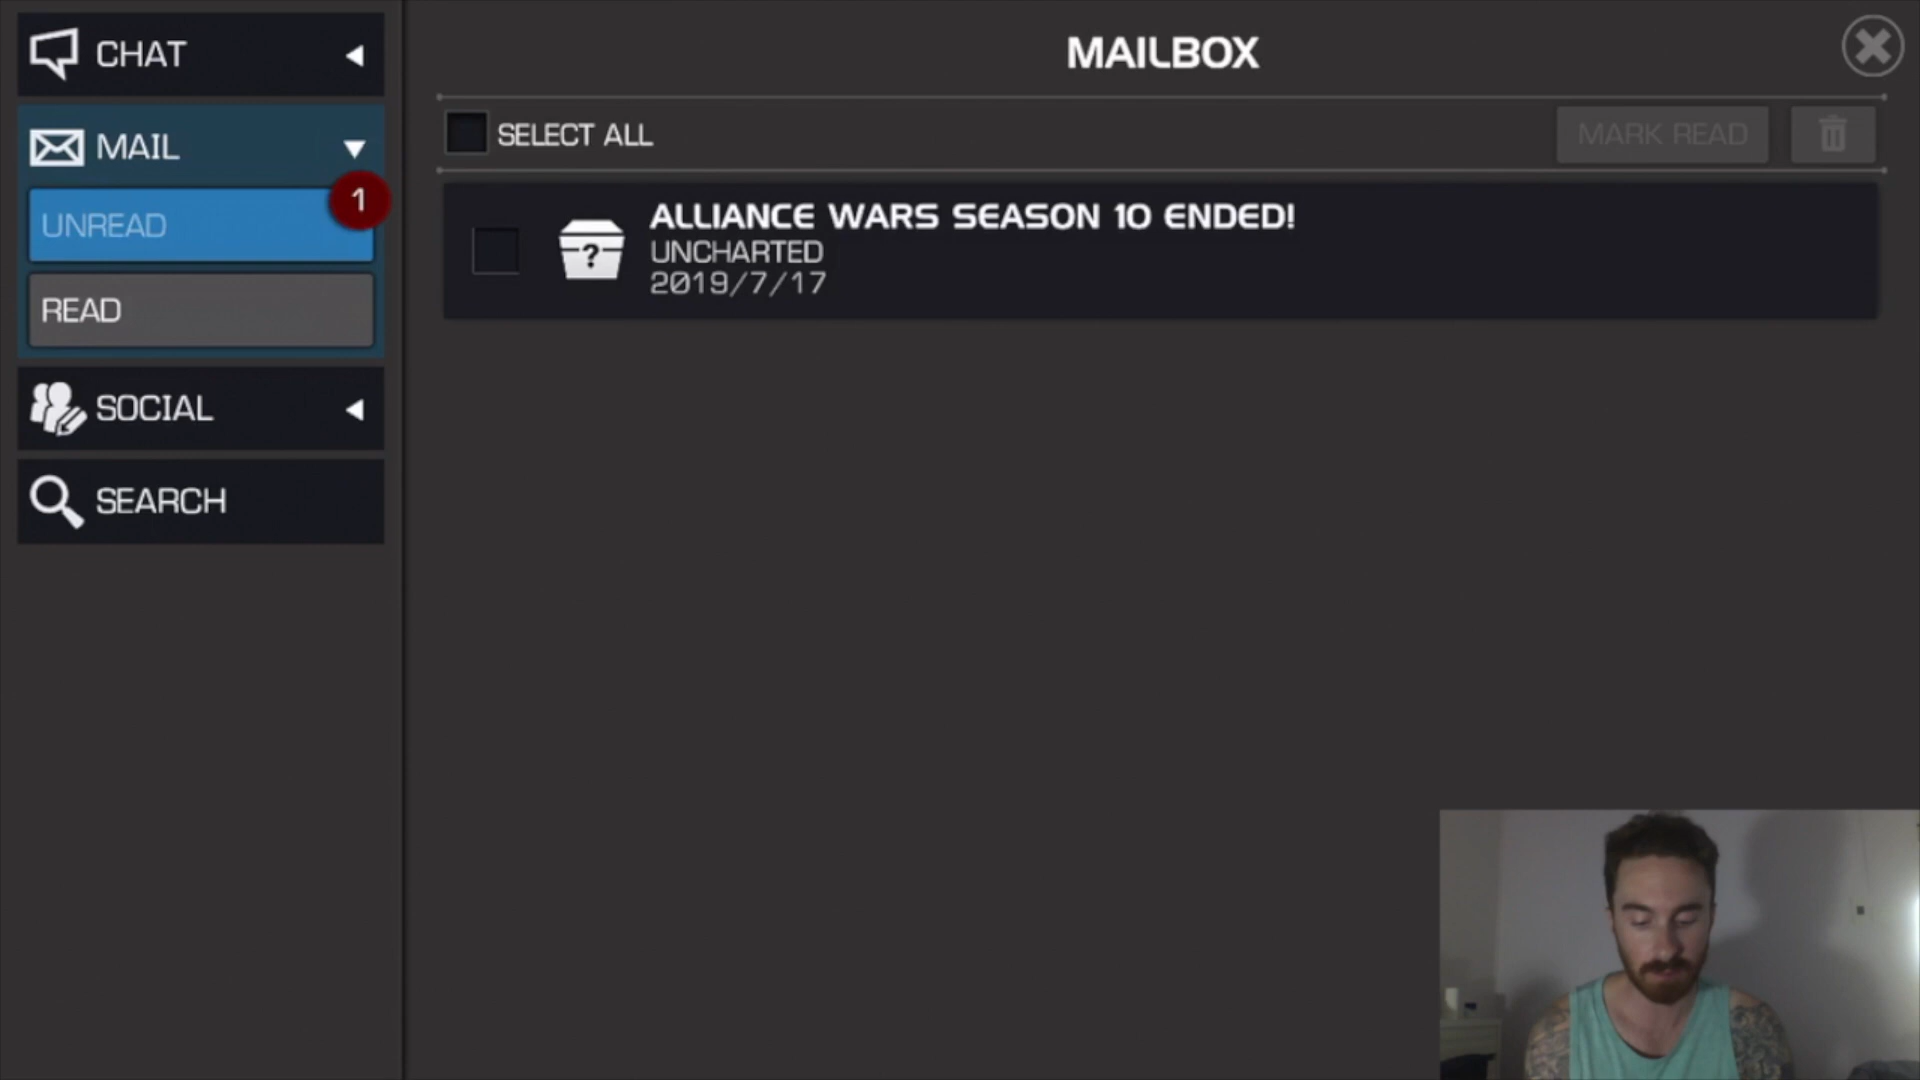 CHAT
MAIL
1
UNREAD
READ
SOCIAL
SEARCH
MAILBOX
SELECT ALL
MARK READ
ALLIANCE WARS SEASON 10 ENDED!
UNCHARTED
2019/7/17